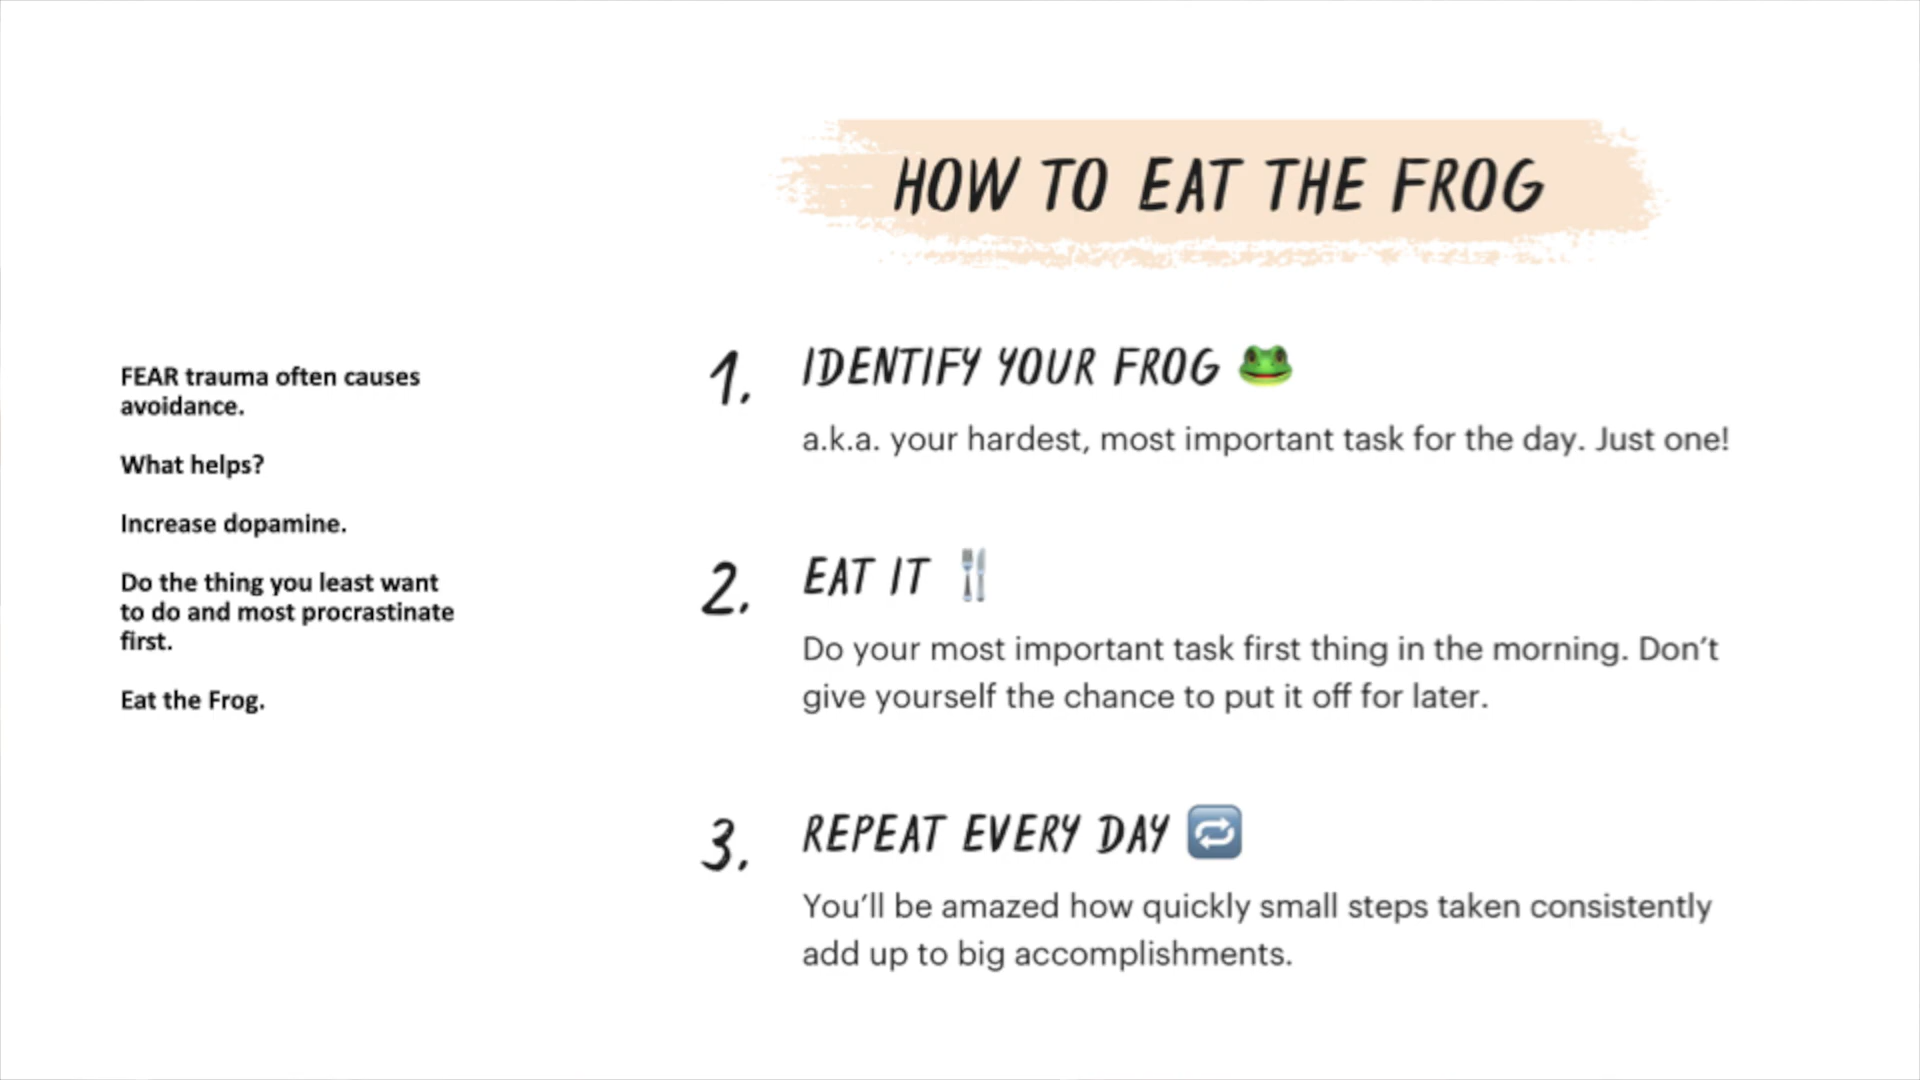 HOW TO EAT THE FROG
FEAR trauma often causes
avoidance.
What helps?
Increase dopamine.
Do the thing you least want
to do and most procrastinate
first.
Eat the Frog.
1. IDENTIFY YOUR FROG 🐸
a.k.a. your hardest, most important task for the day. Just one!
2. EAT IT 🍴
Do your most important task first thing in the morning. Don’t
give yourself the chance to put it off for later.
3. REPEAT EVERY DAY 🔁
You’ll be amazed how quickly small steps taken consistently
add up to big accomplishments.